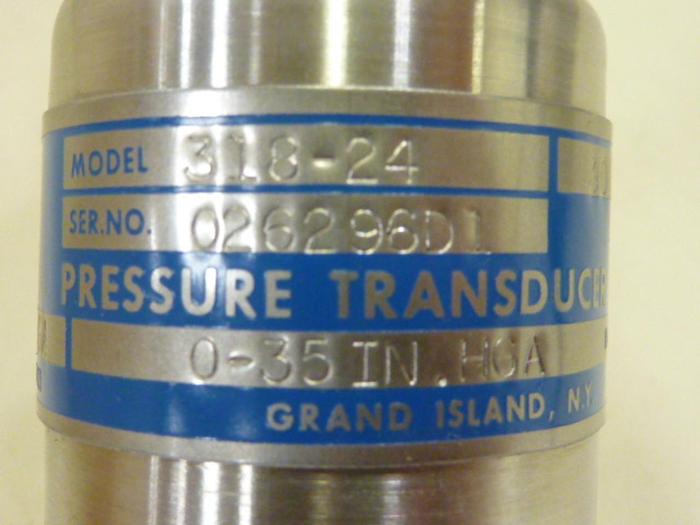 MODEL 318-24
SER.NO. 026296D1
PRESSURE TRANSDUCER
0-35 IN.HGA
GRAND ISLAND, N.Y.